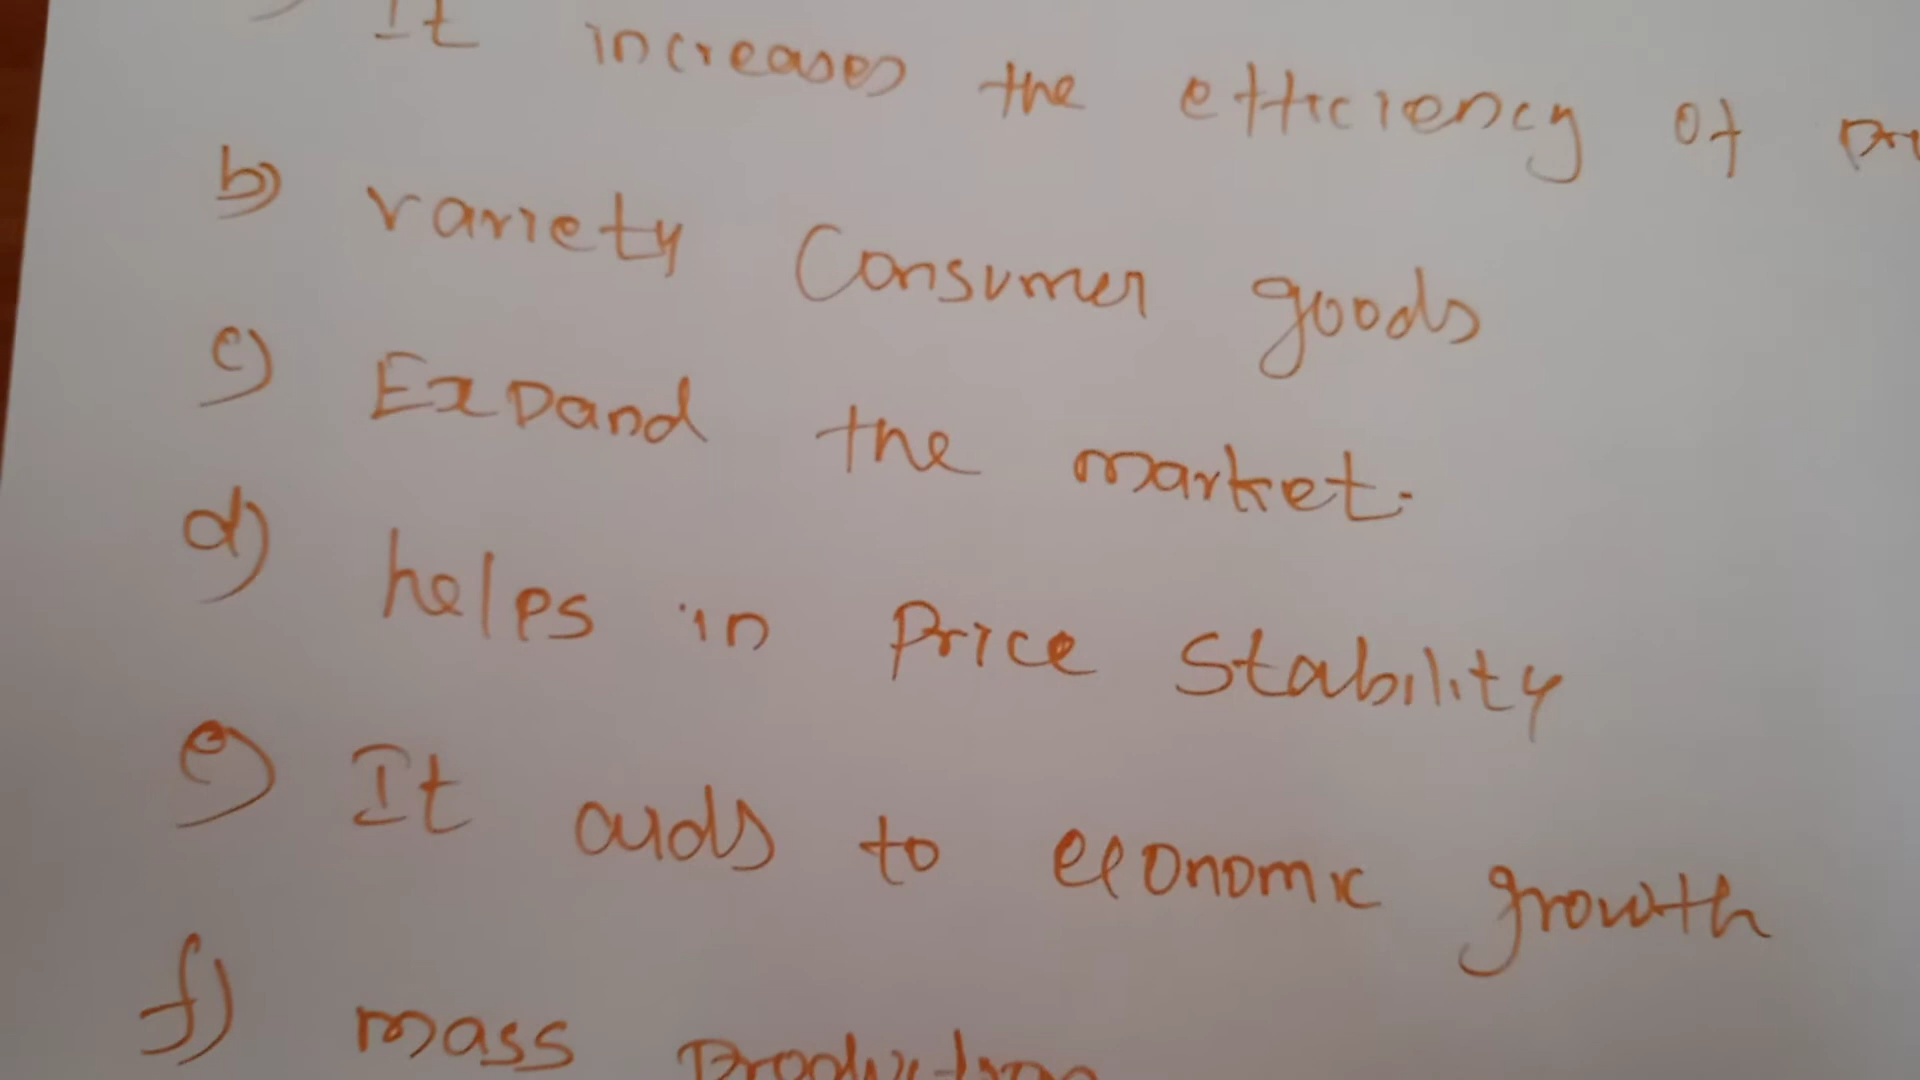 It increases the efficiency of
b) variety Consumer goods
c) Expand the market.
d) helps in Price Stability
e) It aids to economic growth
f) mass production